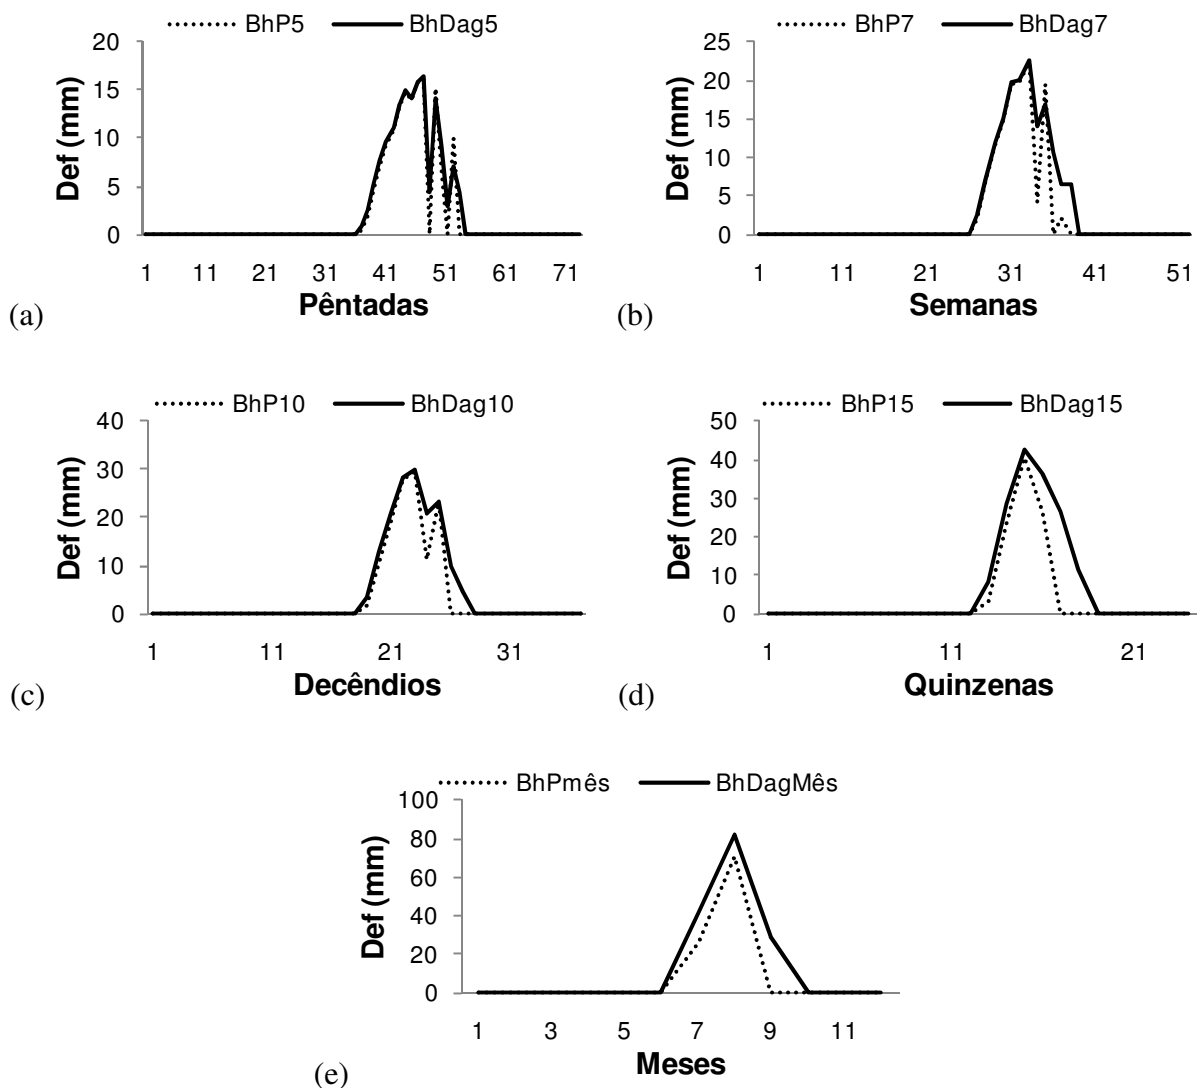 BhP5 BhDag5
20
15
10
5
0
Def (mm)
1 11 21 31 41 51 61 71
Pêntadas
(a)
BhP7 BhDag7
25
20
15
10
5
0
Def (mm)
1 11 21 31 41 51
Semanas
(b)
BhP10 BhDag10
40
30
20
10
0
Def (mm)
1 11 21 31
Decêndios
(c)
BhP15 BhDag15
50
40
30
20
10
0
Def (mm)
1 11 21
Quinzenas
(d)
BhPmês BhDagMês
100
80
60
40
20
0
Def (mm)
1 3 5 7 9 11
Meses
(e)